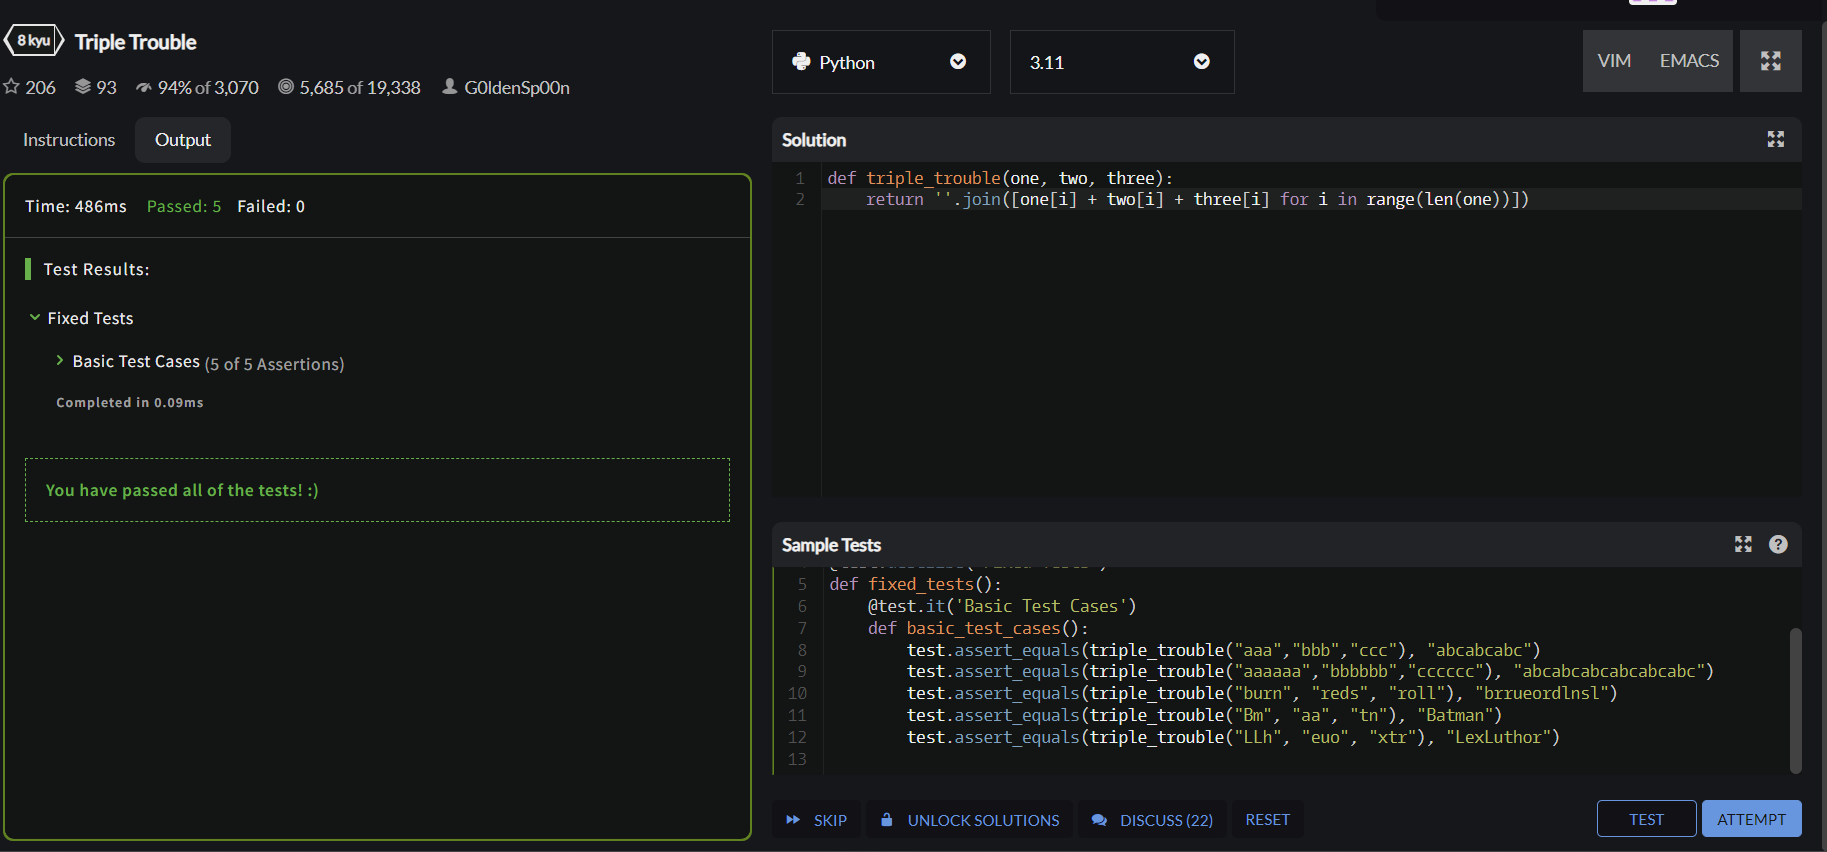 8 kyu Triple Trouble
206 93 94% of 3,070 5,685 of 19,338 G0ldenSp00n
Instructions Output
Time: 486ms Passed: 5 Failed: 0
Test Results:
Fixed Tests
Basic Test Cases (5 of 5 Assertions)
Completed in 0.09ms
You have passed all of the tests! :)
Python 3.11 VIM EMACS
Solution
1 def triple_trouble(one, two, three):
2     return ''.join([one[i] + two[i] + three[i] for i in range(len(one))])
Sample Tests
5 def fixed_tests():
6     @test.it('Basic Test Cases')
7     def basic_test_cases():
8         test.assert_equals(triple_trouble("aaa","bbb","ccc"), "abcabcabc")
9         test.assert_equals(triple_trouble("aaaaaa","bbbbbb","cccccc"), "abcabcabcabcabcabc")
10         test.assert_equals(triple_trouble("burn", "reds", "roll"), "brrueordlnsl")
11         test.assert_equals(triple_trouble("Bm", "aa", "tn"), "Batman")
12         test.assert_equals(triple_trouble("LLh", "euo", "xtr"), "LexLuthor")
13
SKIP UNLOCK SOLUTIONS DISCUSS (22) RESET TEST ATTEMPT